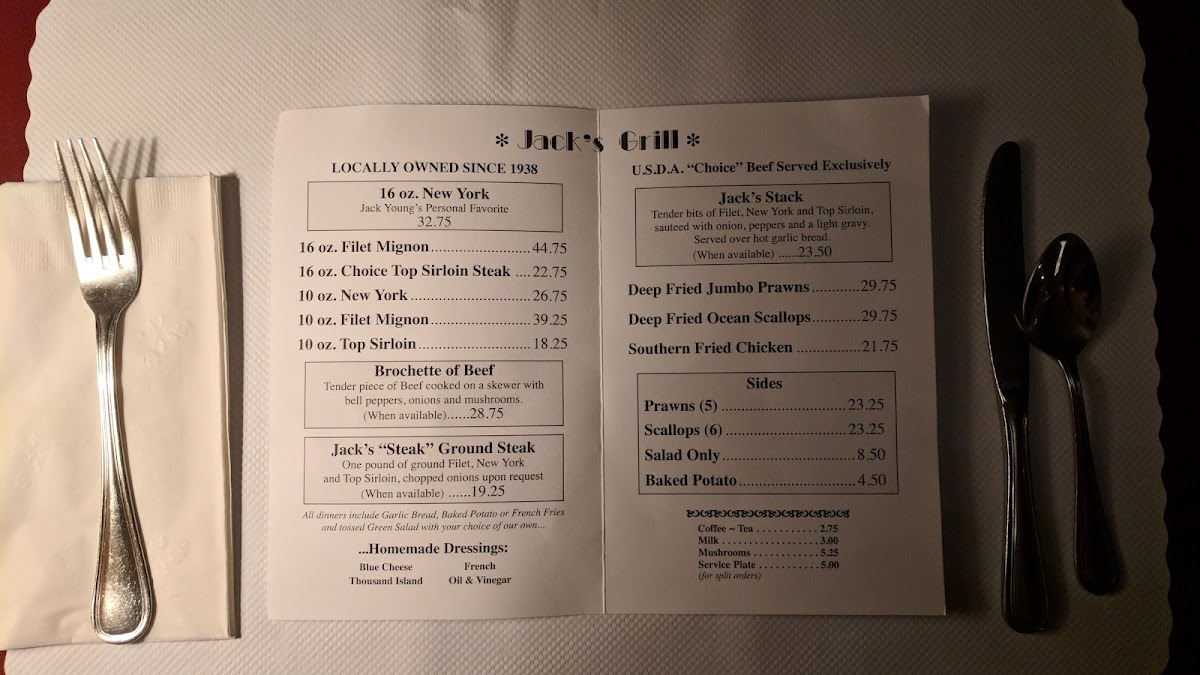 * Jack's Grill *
LOCALLY OWNED SINCE 1938
16 oz. New York
Jack Young's Personal Favorite
32.75
16 oz. Filet Mignon..............................44.75
16 oz. Choice Top Sirloin Steak ....22.75
10 oz. New York ..................................26.75
10 oz. Filet Mignon..............................39.25
10 oz. Top Sirloin ................................18.25
Brochette of Beef
Tender piece of Beef cooked on a skewer with
bell peppers, onions and mushrooms.
(When available)......28.75
Jack's “Steak” Ground Steak
One pound of ground Filet, New York
and Top Sirloin, chopped onions upon request
(When available) ......19.25
All dinners include Garlic Bread, Baked Potato or French Fries
and tossed Green Salad with your choice of our own...
...Homemade Dressings:
Blue Cheese French
Thousand Island Oil & Vinegar
U.S.D.A. “Choice” Beef Served Exclusively
Jack's Stack
Tender bits of Filet, New York and Top Sirloin,
sauteed with onion, peppers and a light gravy.
Served over hot garlic bread.
(When available) ......23.50
Deep Fried Jumbo Prawns ............29.75
Deep Fried Ocean Scallops............29.75
Southern Fried Chicken ................21.75
Sides
Prawns (5) ................................23.25
Scallops (6) ...............................23.25
Salad Only..................................8.50
Baked Potato.............................4.50
Coffee ~ Tea . . . . . . . . . . . 2.75
Milk . . . . . . . . . . . . . . . . . 3.00
Mushrooms . . . . . . . . . . . . 5.25
Service Plate . . . . . . . . . . . 5.00
(for split orders)